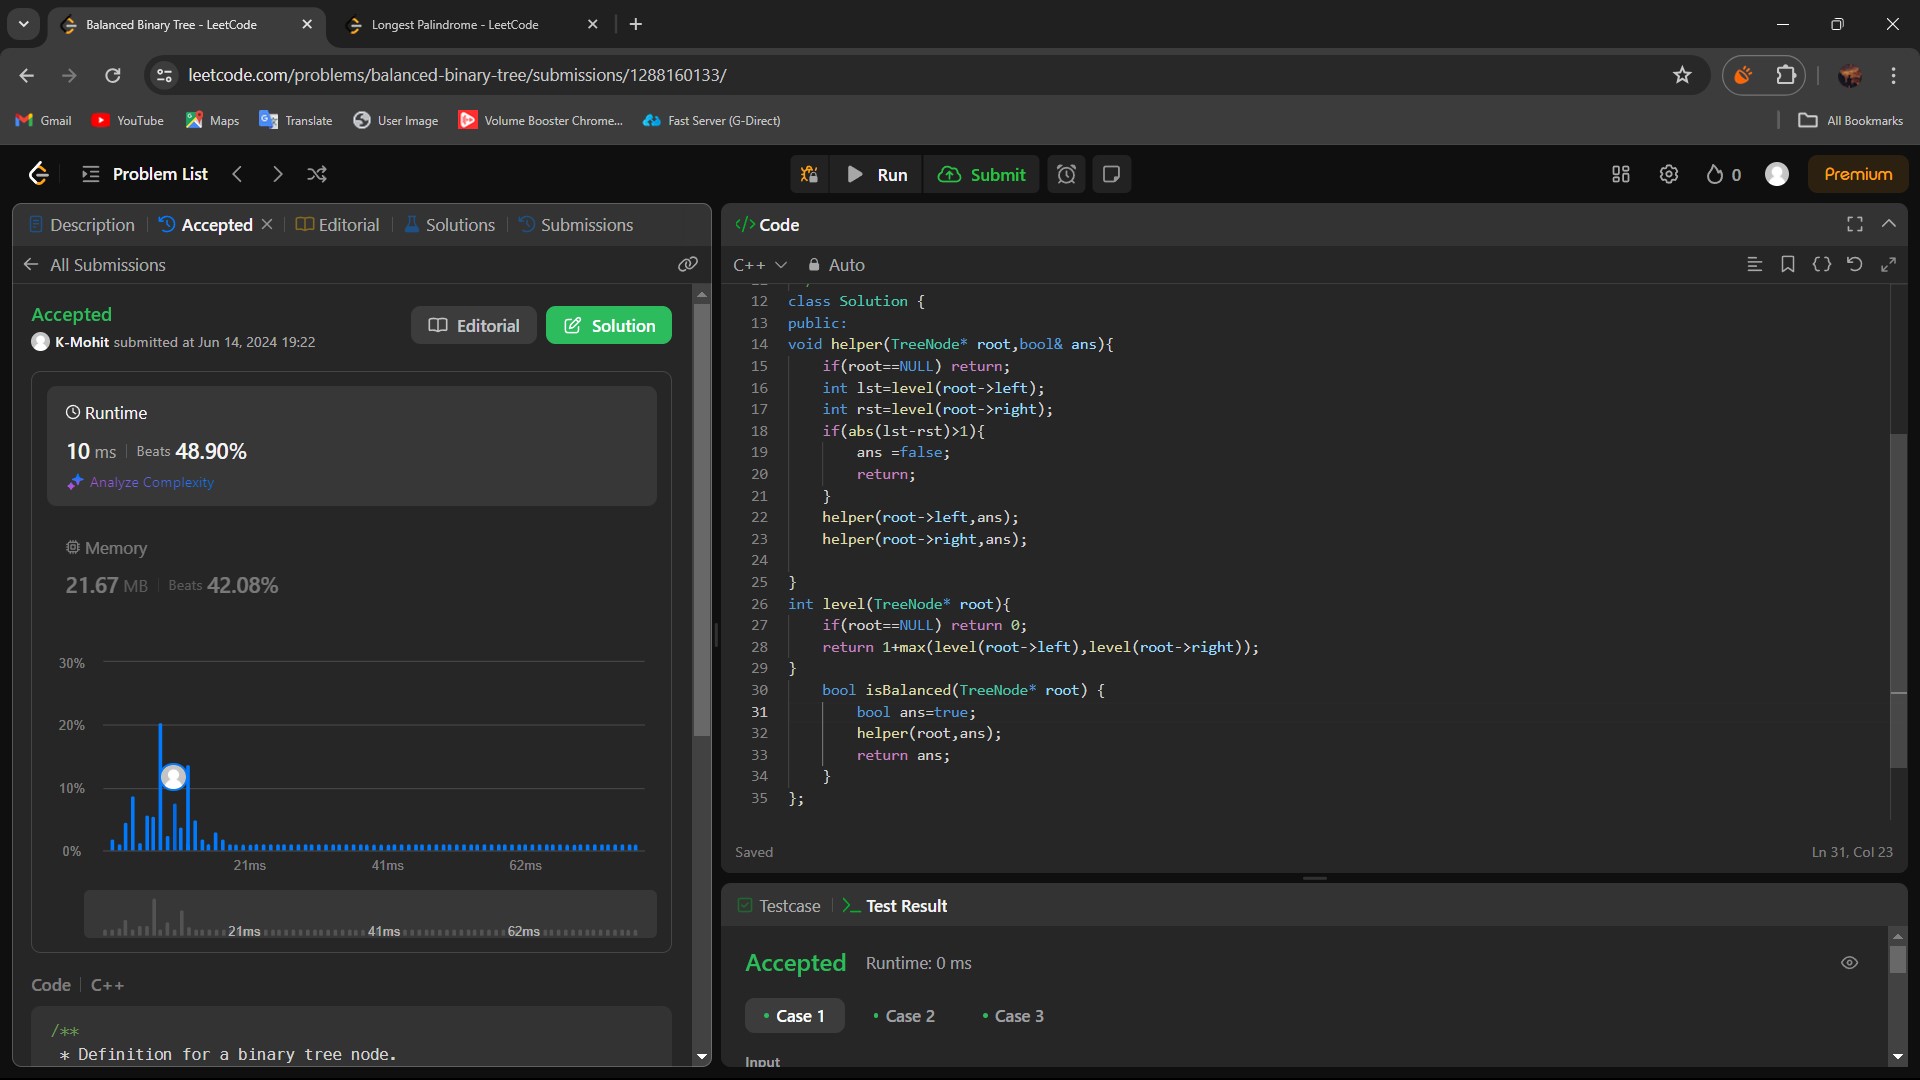 Balanced Binary Tree - LeetCode
Longest Palindrome - LeetCode
leetcode.com/problems/balanced-binary-tree/submissions/1288160133/
Gmail
YouTube
Maps
Translate
User Image
Volume Booster Chrome...
Fast Server (G-Direct)
All Bookmarks
Problem List
Run
Submit
0
Premium
Description
Accepted
Editorial
Solutions
Submissions
All Submissions
Accepted
K-Mohit submitted at Jun 14, 2024 19:22
Editorial
Solution
Runtime
10 ms | Beats 48.90%
Analyze Complexity
Memory
21.67 MB | Beats 42.08%
30%
20%
10%
0%
21ms 41ms 62ms
21ms 41ms 62ms
Code | C++
/**
* Definition for a binary tree node.
</> Code
C++
Auto
12 class Solution {
13 public:
14 void helper(TreeNode* root,bool& ans){
15 if(root==NULL) return;
16 int lst=level(root->left);
17 int rst=level(root->right);
18 if(abs(lst-rst)>1){
19 ans =false;
20 return;
21 }
22 helper(root->left,ans);
23 helper(root->right,ans);
24
25 }
26 int level(TreeNode* root){
27 if(root==NULL) return 0;
28 return 1+max(level(root->left),level(root->right));
29 }
30 bool isBalanced(TreeNode* root) {
31 bool ans=true;
32 helper(root,ans);
33 return ans;
34 }
35 };
Saved
Ln 31, Col 23
Testcase
Test Result
Accepted Runtime: 0 ms
Case 1
Case 2
Case 3
Input